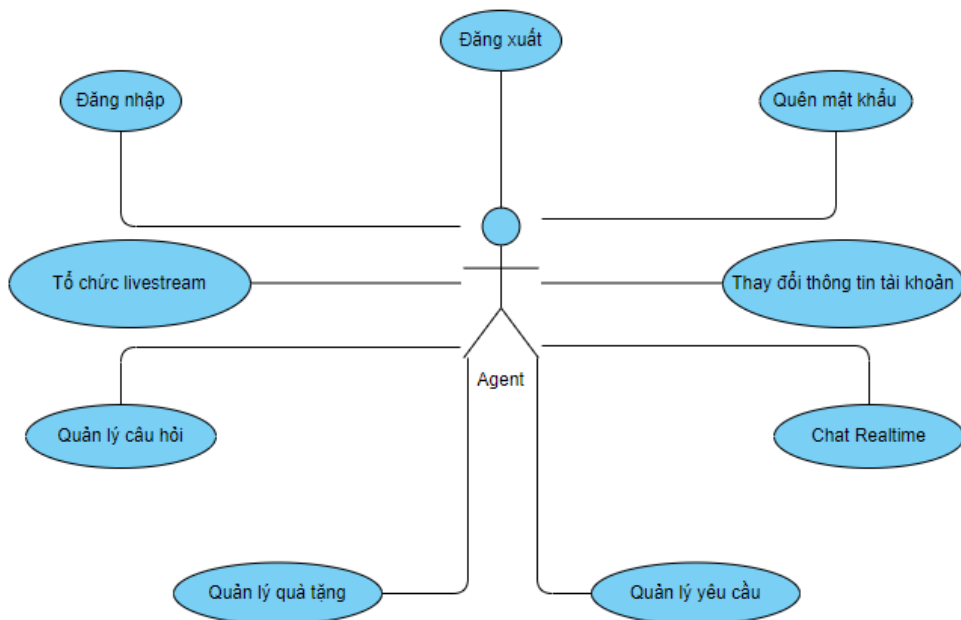 Đăng xuất
Đăng nhập
Quên mật khẩu
Tổ chức livestream
Thay đổi thông tin tài khoản
Agent
Quản lý câu hỏi
Chat Realtime
Quản lý quà tặng
Quản lý yêu cầu